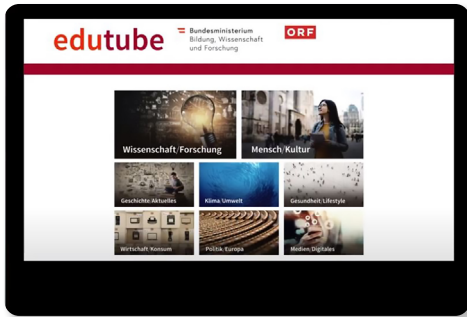 edutube
Bundesministerium
Bildung, Wissenschaft
und Forschung
ORF
Wissenschaft/Forschung
Mensch/Kultur
Geschichte/Aktuelles
Klima/Umwelt
Gesundheit/Lifestyle
Wirtschaft/Konsum
Politik/Europa
Medien/Digitales